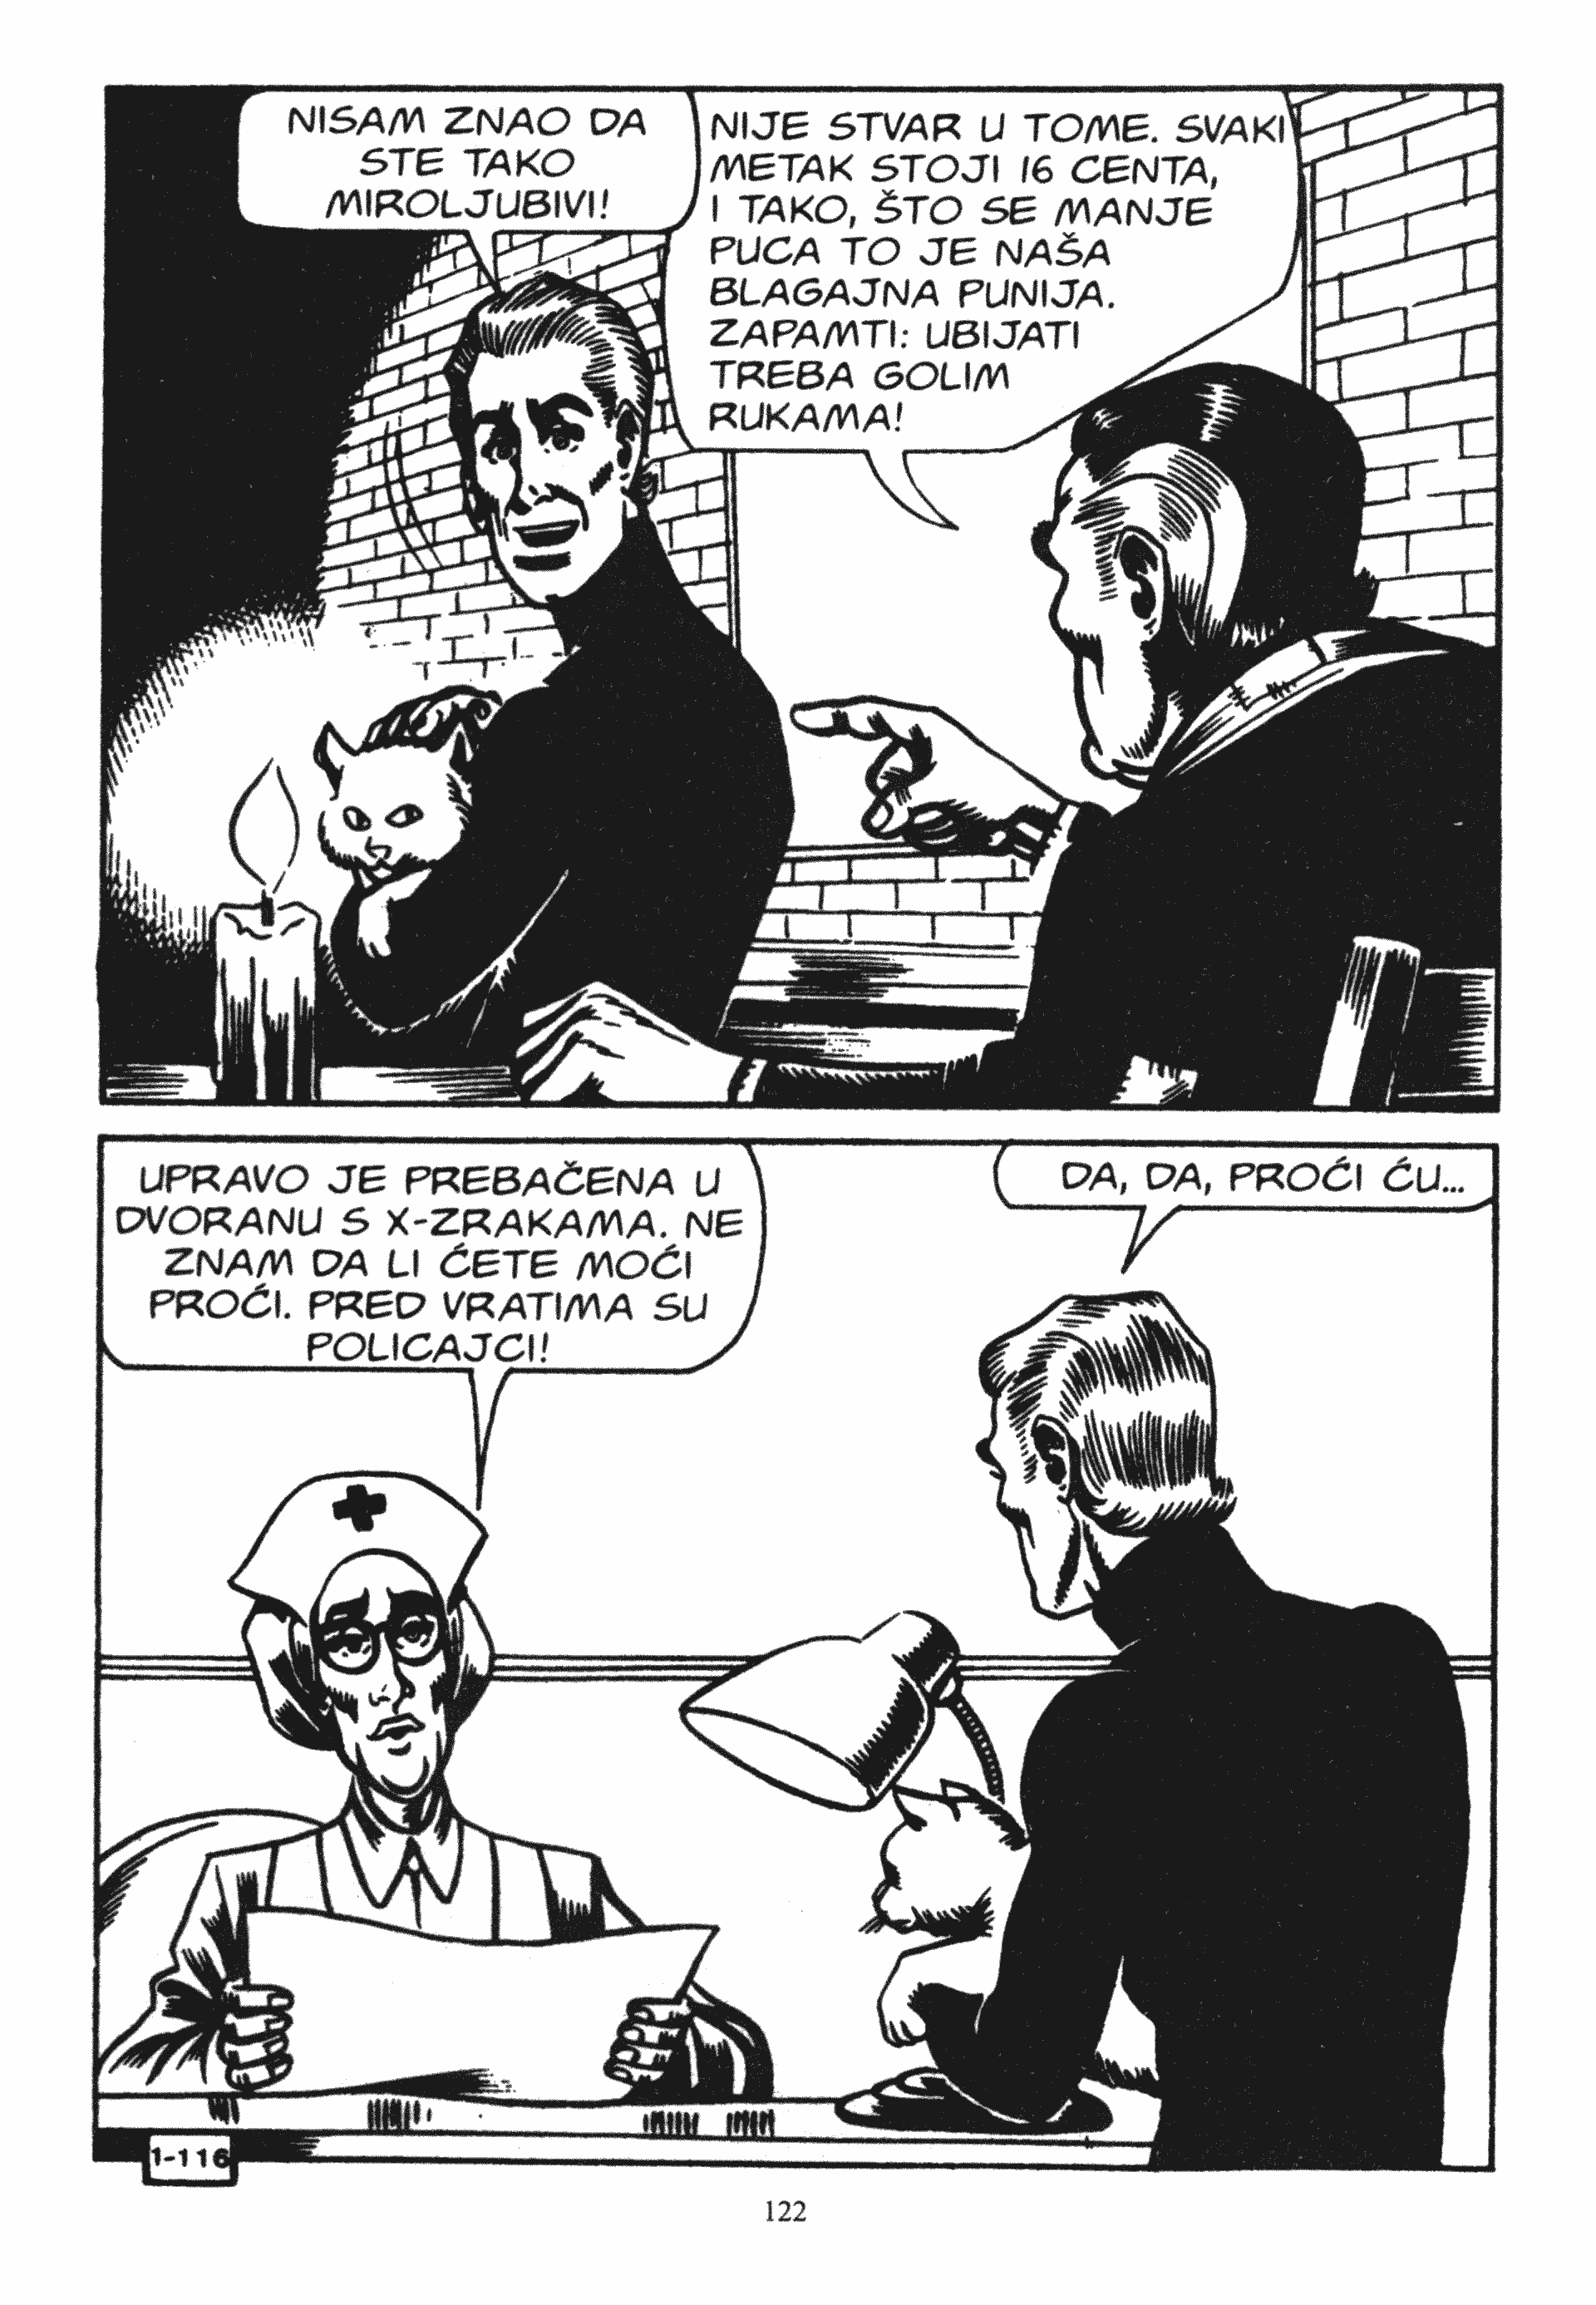 NISAM ZNAO DA
STE TAKO
MIROLJUBIVI!
NIJE STVAR U TOME. SVAKI
METAK STOJI 16 CENTA,
I TAKO, ŠTO SE MANJE
PUCA TO JE NAŠA
BLAGAJNA PUNIJA.
ZAPAMTI: UBIJATI
TREBA GOLIM
RUKAMA!
UPRAVO JE PREBAČENA U
DVORANU S X-ZRAKAMA. NE
ZNAM DA LI ĆETE MOĆI
PROĆI. PRED VRATIMA SU
POLICAJCI!
DA, DA, PROĆI ĆU...
1-116
122